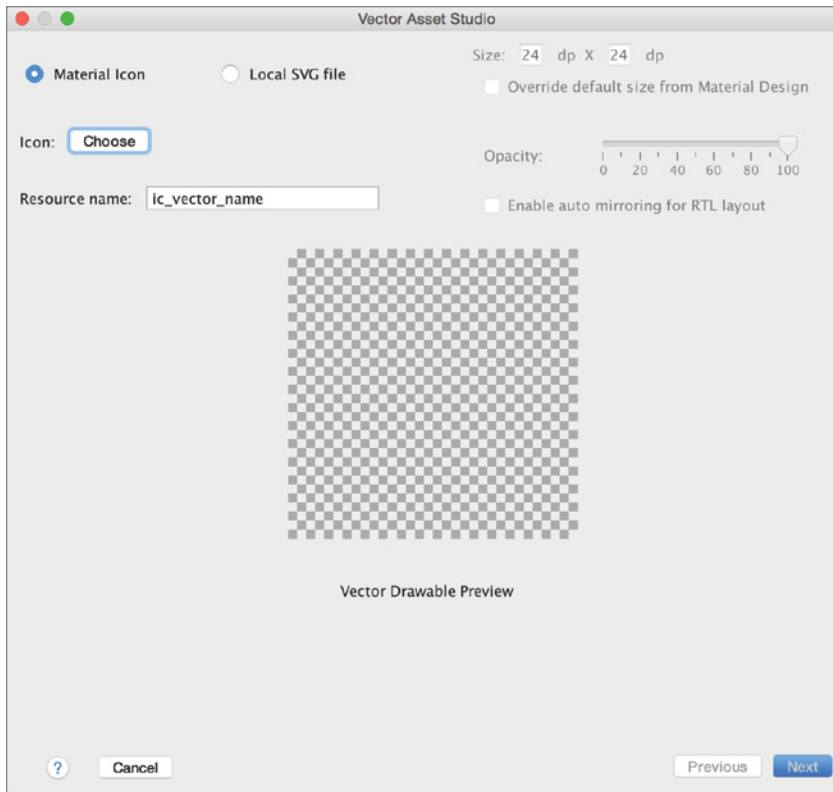 Vector Asset Studio
Material Icon
Local SVG file
Size: 24 dp X 24 dp
Override default size from Material Design
Icon: Choose
Opacity:
0 20 40 60 80 100
Resource name: ic_vector_name
Enable auto mirroring for RTL layout
Vector Drawable Preview
? Cancel
Previous Next